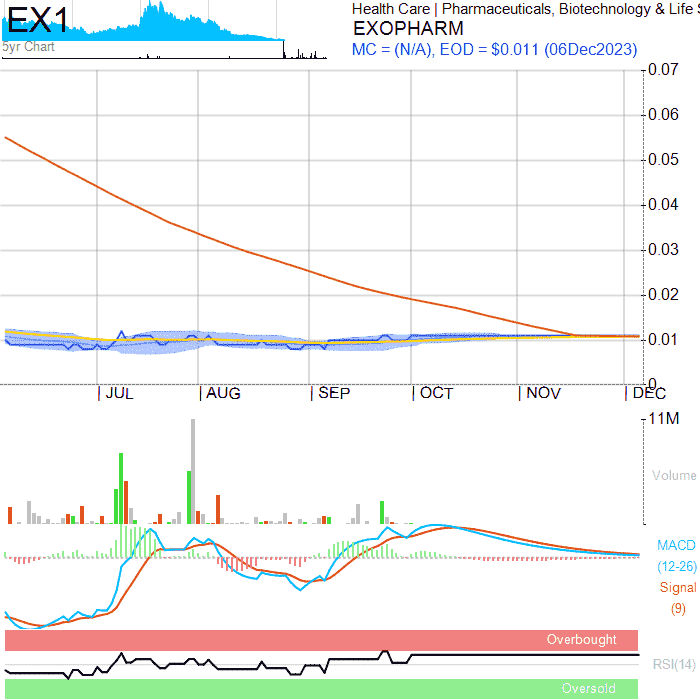 EX1
5yr Chart
Health Care | Pharmaceuticals, Biotechnology & Life S
EXOPHARM
MC = (N/A), EOD = $0.011 (06Dec2023)
0.07
0.06
0.05
0.04
0.03
0.02
0.01
0
JUL
AUG
SEP
OCT
NOV
DEC
11M
Volume
MACD
(12-26)
Signal
(9)
Overbought
RSI(14)
Oversold